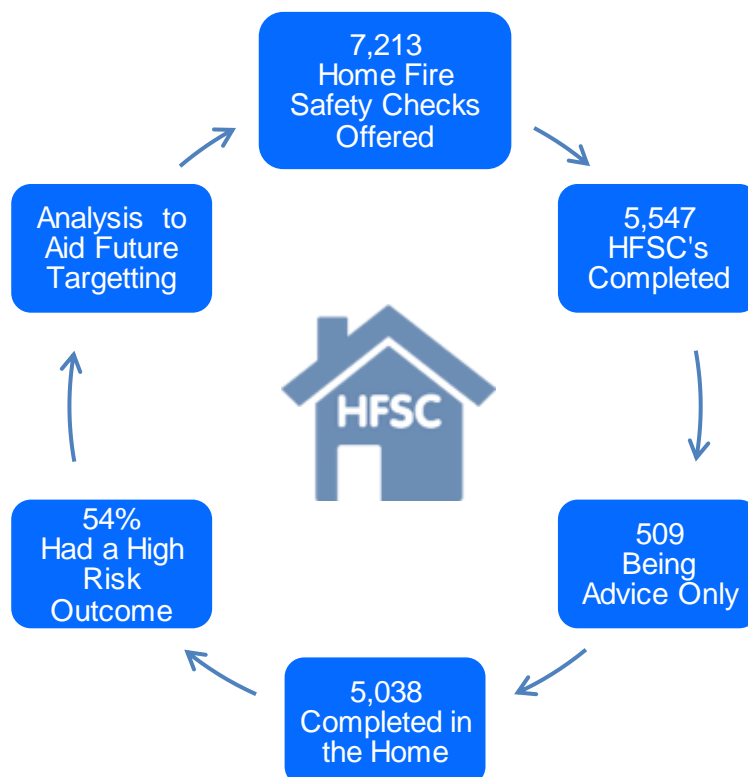 7,213
Home Fire
Safety Checks
Offered
5,547
HFSC's
Completed
509
Being
Advice Only
5,038
Completed in
the Home
54%
Had a High
Risk
Outcome
Analysis to
Aid Future
Targetting
HFSC